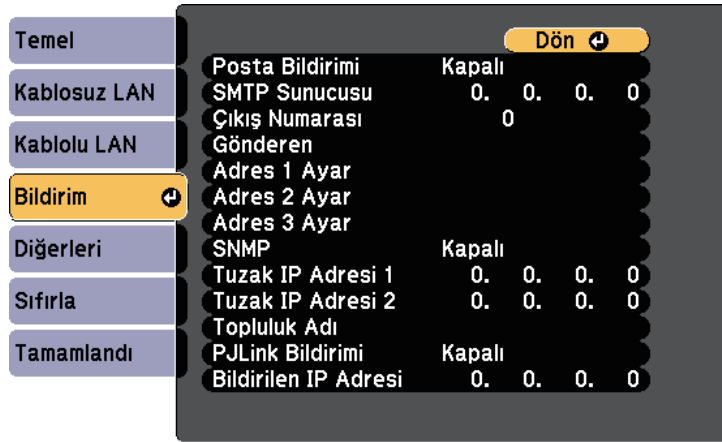 Temel
Kablosuz LAN
Kablolu LAN
Bildirim
Diğerleri
Sıfırla
Tamamlandı
Dön
Posta Bildirimi Kapalı
SMTP Sunucusu 0. 0. 0. 0
Çıkış Numarası 0
Gönderen
Adres 1 Ayar
Adres 2 Ayar
Adres 3 Ayar
SNMP Kapalı
Tuzak IP Adresi 1 0. 0. 0. 0
Tuzak IP Adresi 2 0. 0. 0. 0
Topluluk Adı
PJLink Bildirimi Kapalı
Bildirilen IP Adresi 0. 0. 0. 0